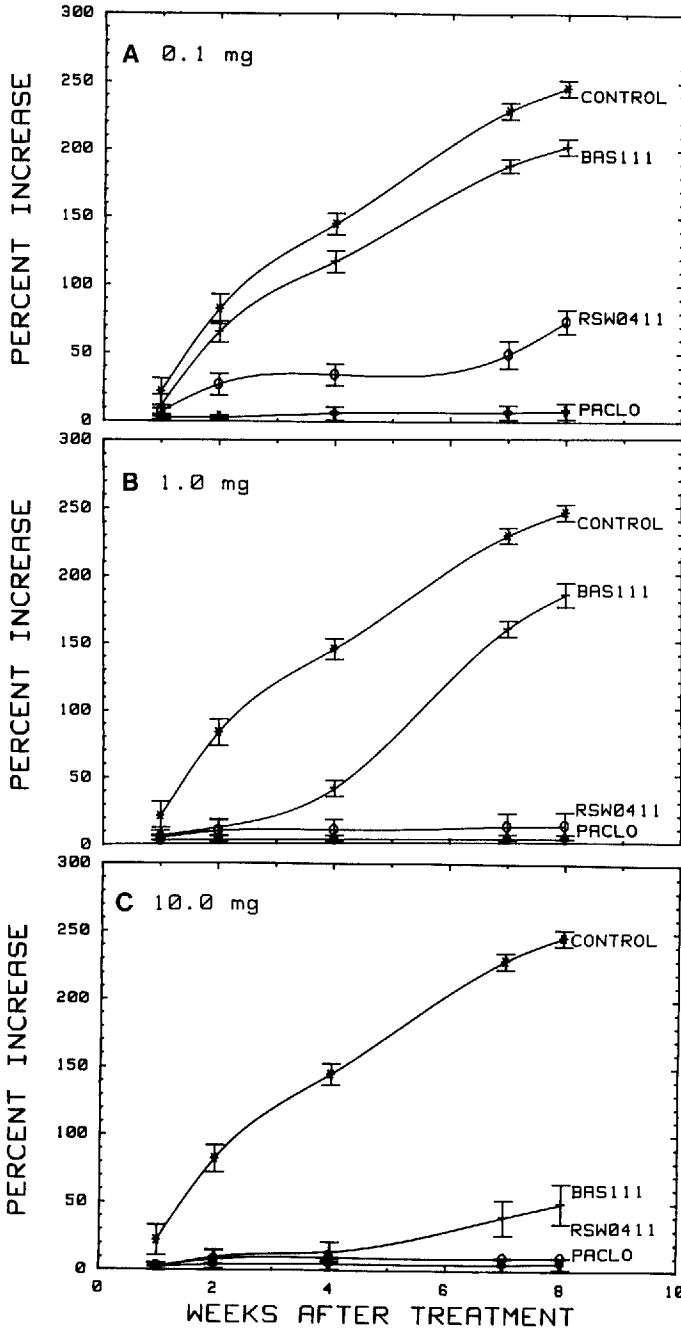 PERCENT INCREASE
300
250
200
150
100
50
0
A 0.1 mg
CONTROL
BAS111
RSW0411
PACLO
PERCENT INCREASE
300
250
200
150
100
50
0
B 1.0 mg
CONTROL
BAS111
RSW0411
PACLO
PERCENT INCREASE
300
250
200
150
100
50
0
C 10.0 mg
CONTROL
BAS111
RSW0411
PACLO
0 2 4 6 8 10
WEEKS AFTER TREATMENT